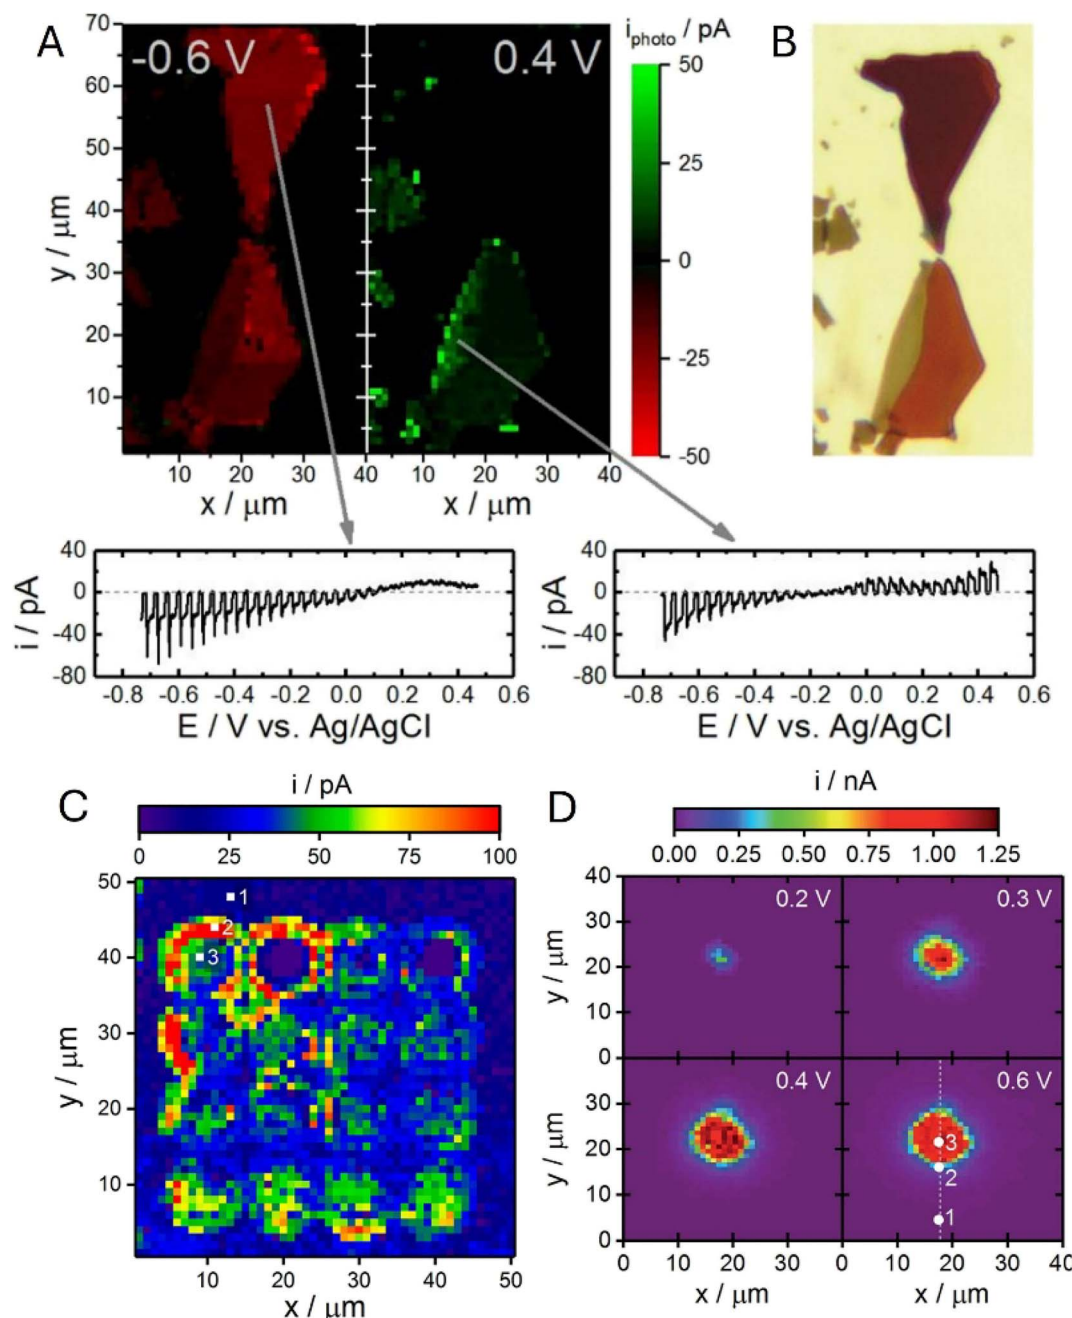 A
B
-0.6 V
0.4 V
i_photo / pA
70
60
50
40
30
20
10
y / μm
50
25
0
-25
-50
10 20 30
10 20 30 40
x / μm
x / μm
40
0
-40
-80
i / pA
-0.8 -0.6 -0.4 -0.2 0.0 0.2 0.4 0.6
E / V vs. Ag/AgCl
40
0
-40
-80
i / pA
-0.8 -0.6 -0.4 -0.2 0.0 0.2 0.4 0.6
E / V vs. Ag/AgCl
C
i / pA
0 25 50 75 100
50
40
30
20
10
y / μm
1
2
3
10 20 30 40 50
x / μm
D
i / nA
0.00 0.25 0.50 0.75 1.00 1.25
40
30
20
10
0
y / μm
0.2 V
0.3 V
30
20
10
0
y / μm
0.4 V
0.6 V
3
2
1
0 10 20 30
0 10 20 30 40
x / μm
x / μm